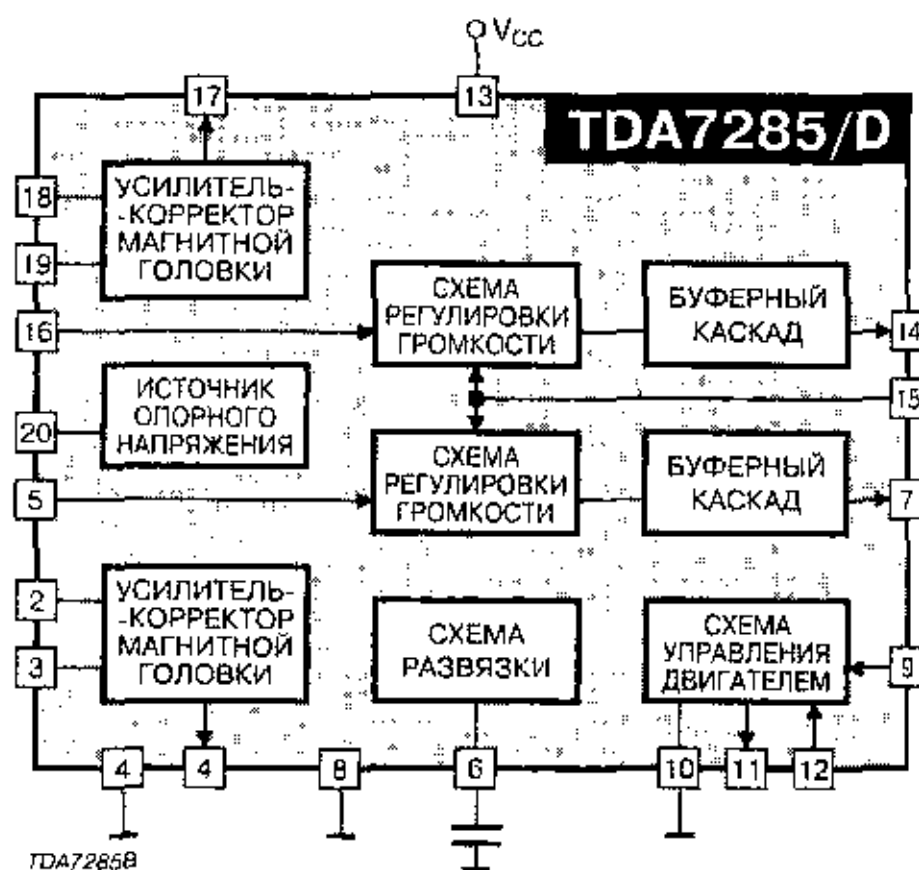 V_CC
17
13
TDA7285/D
18
УСИЛИТЕЛЬ-
-КОРРЕКТОР
МАГНИТНОЙ
ГОЛОВКИ
19
16
СХЕМА
РЕГУЛИРОВКИ
ГРОМКОСТИ
БУФЕРНЫЙ
КАСКАД
14
ИСТОЧНИК
ОПОРНОГО
НАПРЯЖЕНИЯ
20
15
5
СХЕМА
РЕГУЛИРОВКИ
ГРОМКОСТИ
БУФЕРНЫЙ
КАСКАД
7
2
УСИЛИТЕЛЬ-
-КОРРЕКТОР
МАГНИТНОЙ
ГОЛОВКИ
3
СХЕМА
РАЗВЯЗКИ
СХЕМА
УПРАВЛЕНИЯ
ДВИГАТЕЛЕМ
9
4
4
8
6
10
11
12
TDA7285B